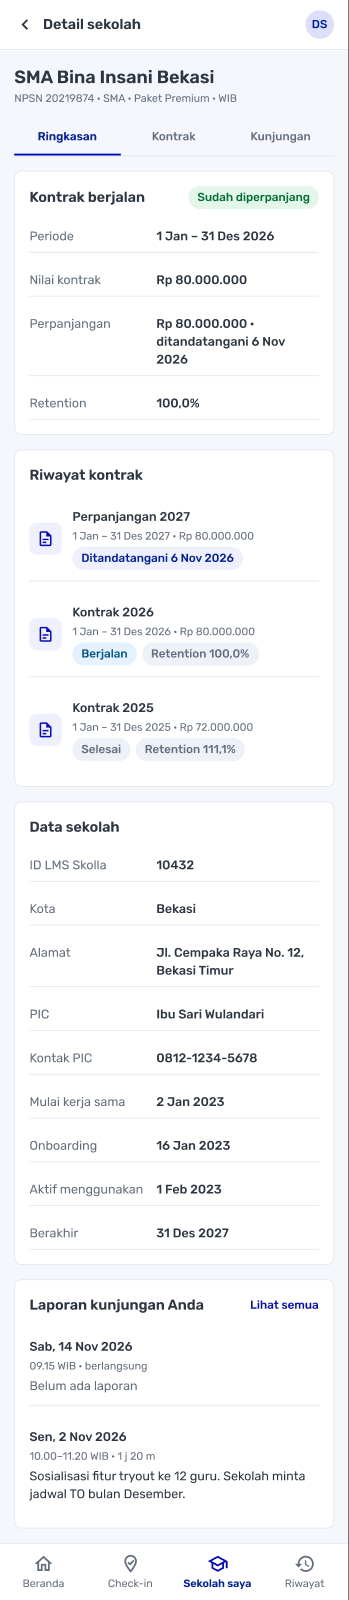 Detail sekolah
DS
SMA Bina Insani Bekasi
NPSN 20219874 • SMA • Paket Premium • WIB
Ringkasan
Kontrak
Kunjungan
Kontrak berjalan
Sudah diperpanjang
Periode
1 Jan – 31 Des 2026
Nilai kontrak
Rp 80.000.000
Perpanjangan
Rp 80.000.000 •
ditandatangani 6 Nov
2026
Retention
100,0%
Riwayat kontrak
Perpanjangan 2027
1 Jan – 31 Des 2027 • Rp 80.000.000
Ditandatangani 6 Nov 2026
Kontrak 2026
1 Jan – 31 Des 2026 • Rp 80.000.000
Berjalan
Retention 100,0%
Kontrak 2025
1 Jan – 31 Des 2025 • Rp 72.000.000
Selesai
Retention 111,1%
Data sekolah
ID LMS Skolla
10432
Kota
Bekasi
Alamat
Jl. Cempaka Raya No. 12,
Bekasi Timur
PIC
Ibu Sari Wulandari
Kontak PIC
0812-1234-5678
Mulai kerja sama
2 Jan 2023
Onboarding
16 Jan 2023
Aktif menggunakan
1 Feb 2023
Berakhir
31 Des 2027
Laporan kunjungan Anda
Lihat semua
Sab, 14 Nov 2026
09.15 WIB • berlangsung
Belum ada laporan
Sen, 2 Nov 2026
10.00–11.20 WIB • 1 j 20 m
Sosialisasi fitur tryout ke 12 guru. Sekolah minta
jadwal TO bulan Desember.
Beranda
Check-in
Sekolah saya
Riwayat